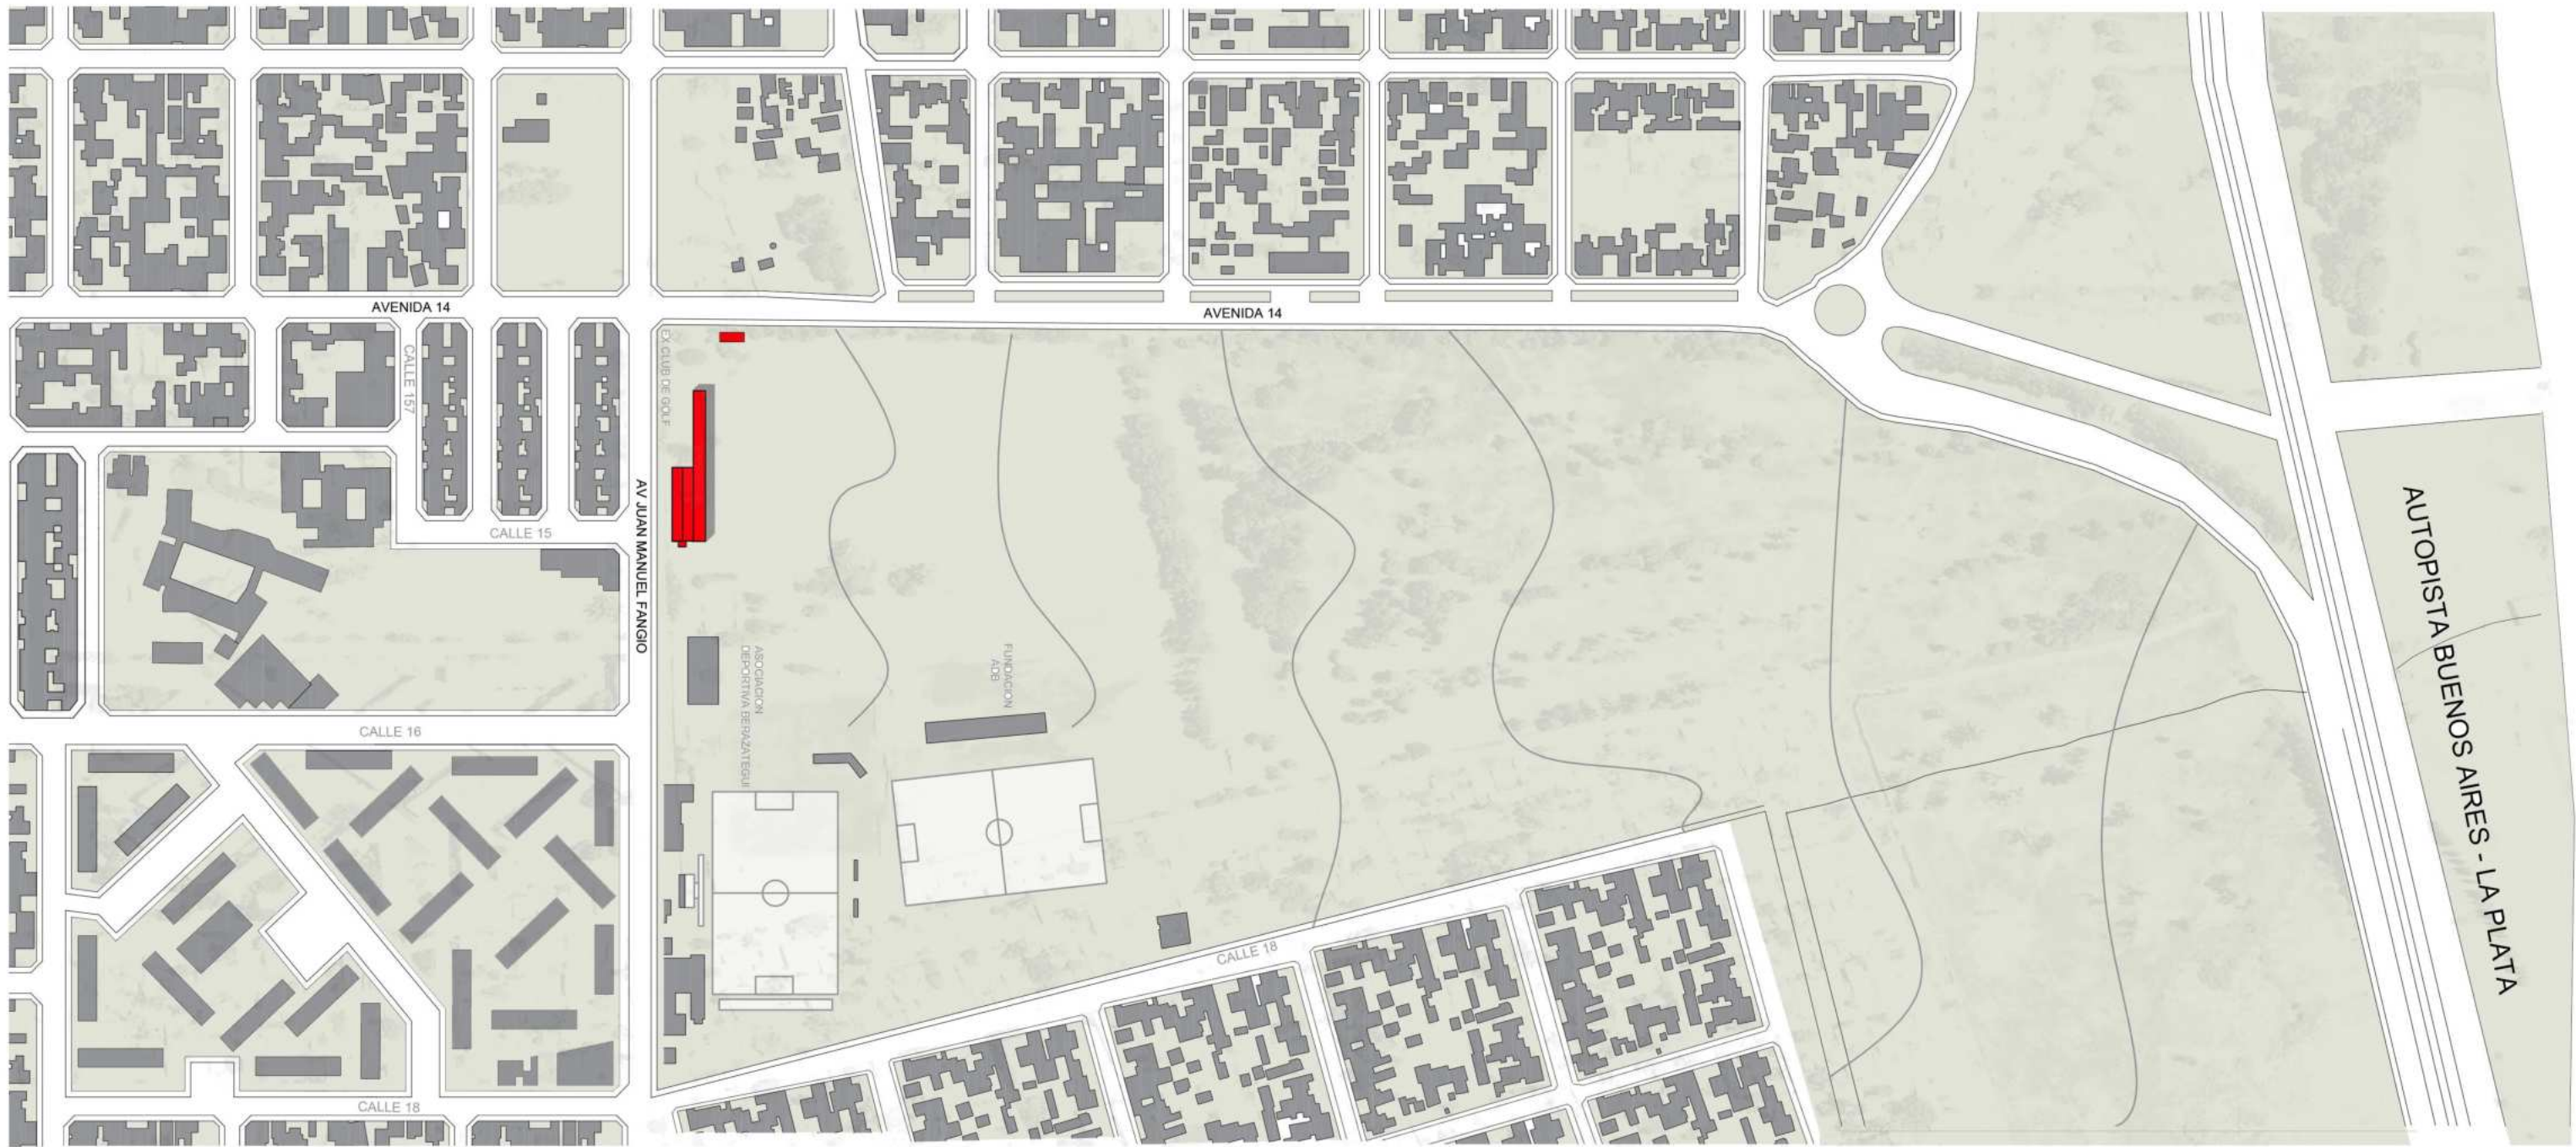 AVENIDA 14
AVENIDA 14
CALLE 157
EX CLUB DE GOLF
CALLE 15
AV JUAN MANUEL FANGIO
AUTOPISTA BUENOS AIRES - LA PLATA
ASOCIACION
DEPORTIVA BERAZATEGUI
FUNDACION
ADB
CALLE 16
CALLE 18
CALLE 18